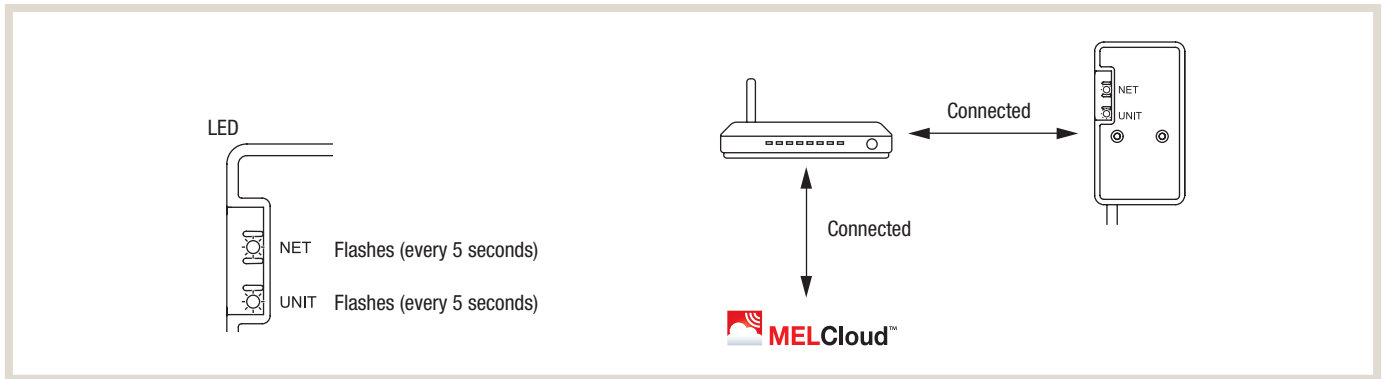 LED
NET Flashes (every 5 seconds)
UNIT Flashes (every 5 seconds)
Connected
NET
UNIT
Connected
MELCloud™